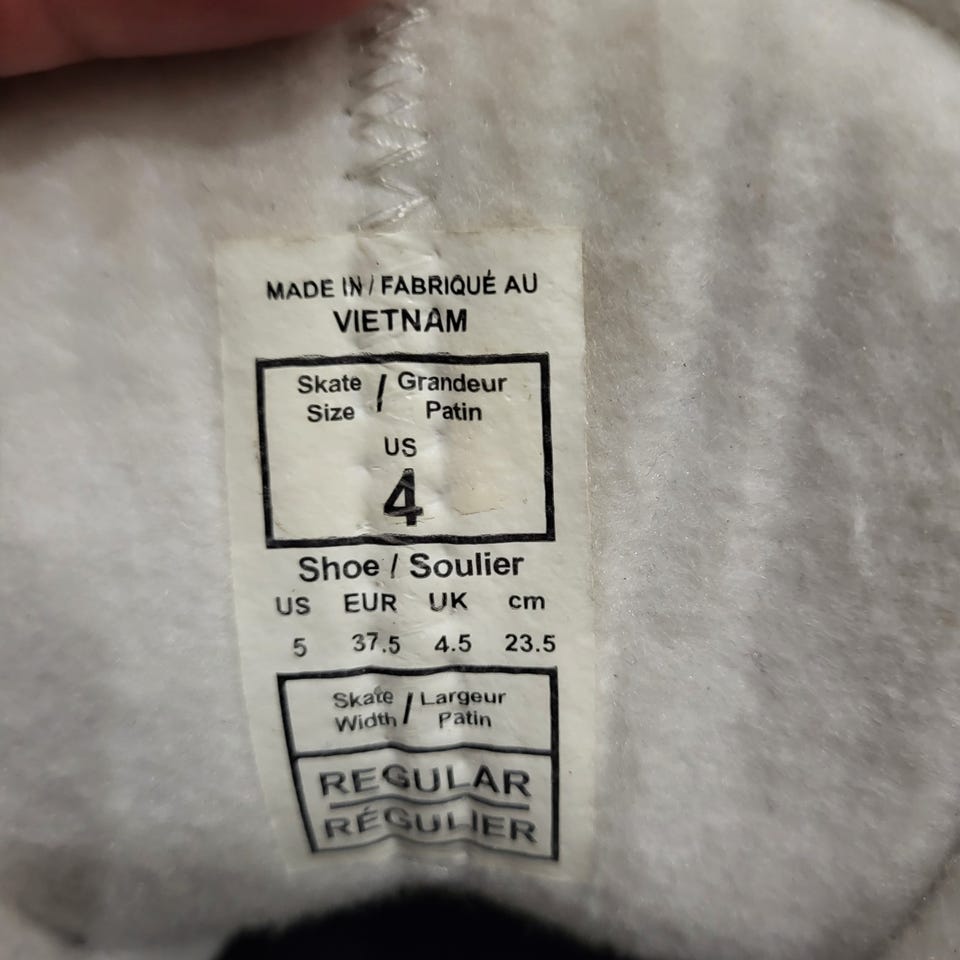 MADE IN / FABRIQUÉ AU
VIETNAM
Skate / Grandeur
Size Patin
US
4
Shoe / Soulier
US EUR UK cm
5 37.5 4.5 23.5
Skate / Largeur
Width Patin
REGULAR
RÉGULIER